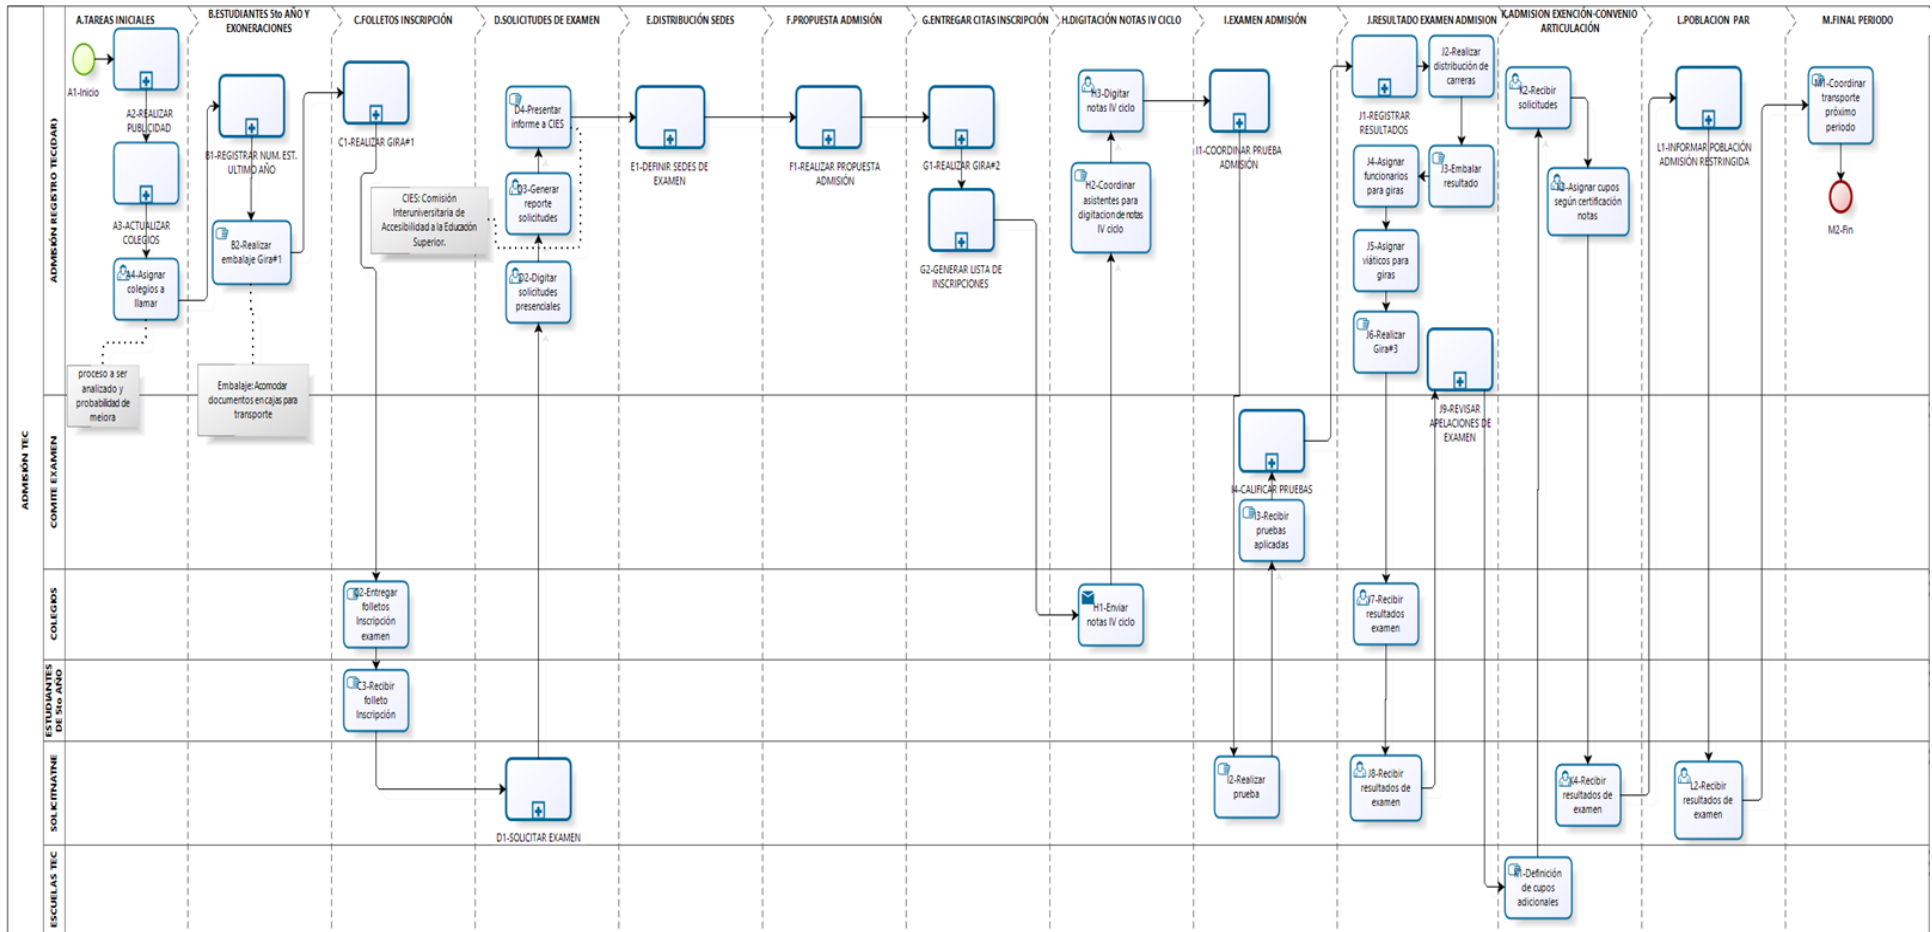 A.TAREAS INICIALES
B.ESTUDIANTES 5to AÑO Y
EXONERACIONES
C.FOLLETOS INSCRIPCIÓN
D.SOLICITUDES DE EXAMEN
E.DISTRIBUCIÓN SEDES
F.PROPUESTA ADMISIÓN
G.ENTREGAR CITAS INSCRIPCIÓN
H.DIGITACIÓN NOTAS IV CICLO
I.EXAMEN ADMISIÓN
J.RESULTADO EXAMEN ADMISION
K.ADMISION EXENCIÓN-CONVENIO
ARTICULACIÓN
L.POBLACION PAR
M.FINAL PERIODO
ADMISIÓN TEC
ADMISIÓN REGISTRO TEC(DAR)
COMITE EXAMEN
COLEGIOS
ESTUDIANTES
DE 5to AÑO
SOLICITNATNE
ESCUELAS TEC
A1-Inicio
A2-REALIZAR
PUBLICIDAD
A3-ACTUALIZAR
COLEGIOS
A4-Asignar
colegios a
llamar
proceso a ser
analizado y
probabilidad de
mejora
B1-REGISTRAR NUM. EST.
ULTIMO AÑO
B2-Realizar
embalaje Gira#1
Embalaje: Acomodar
documentos en cajas para
transporte
C1-REALIZAR GIRA#1
C2-Entregar
folletos
Inscripción
examen
C3-Recibir
folleto
Inscripción
CIES: Comisión
Interuniversitaria de
Accesibilidad a la Educación
Superior.
D4-Presentar
informe a CIES
D3-Generar
reporte
solicitudes
D2-Digitar
solicitudes
presenciales
D1-SOLICITAR EXAMEN
E1-DEFINIR SEDES DE
EXAMEN
F1-REALIZAR PROPUESTA
ADMISIÓN
G1-REALIZAR GIRA#2
G2-GENERAR LISTA DE
INSCRIPCIONES
H3-Digitar
notas IV ciclo
H2-Coordinar
asistentes para
digitacion de notas
IV ciclo
H1-Enviar
notas IV ciclo
I1-COORDINAR PRUEBA
ADMISIÓN
I4-CALIFICAR PRUEBAS
I3-Recibir
pruebas
aplicadas
I2-Realizar
prueba
J1-REGISTRAR
RESULTADOS
J2-Realizar
distribución de
carreras
J3-Embalar
resultado
J4-Asignar
funcionarios
para giras
J5-Asignar
viáticos para
giras
J6-Realizar
Gira#3
J7-Recibir
resultados
examen
J8-Recibir
resultados de
examen
J9-REVISAR
APELACIONES DE
EXAMEN
K2-Recibir
solicitudes
K3-Asignar cupos
según certificación
notas
K4-Recibir
resultados de
examen
K1-Definición
de cupos
adicionales
L1-INFORMAR POBLACIÓN
ADMISIÓN RESTRINGIDA
L2-Recibir
resultados de
examen
M1-Coordinar
transporte
próximo
periodo
M2-Fin